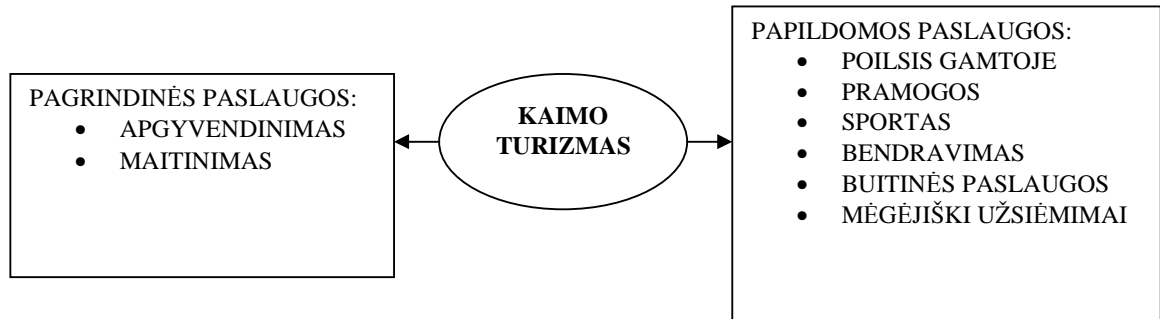 PAGRINDINĖS PASLAUGOS:
• APGYVENDINIMAS
• MAITINIMAS
KAIMO
TURIZMAS
PAPILDOMOS PASLAUGOS:
• POILSIS GAMTOJE
• PRAMOGOS
• SPORTAS
• BENDRAVIMAS
• BUITINĖS PASLAUGOS
• MĖGĖJIŠKI UŽSIĖMIMAI